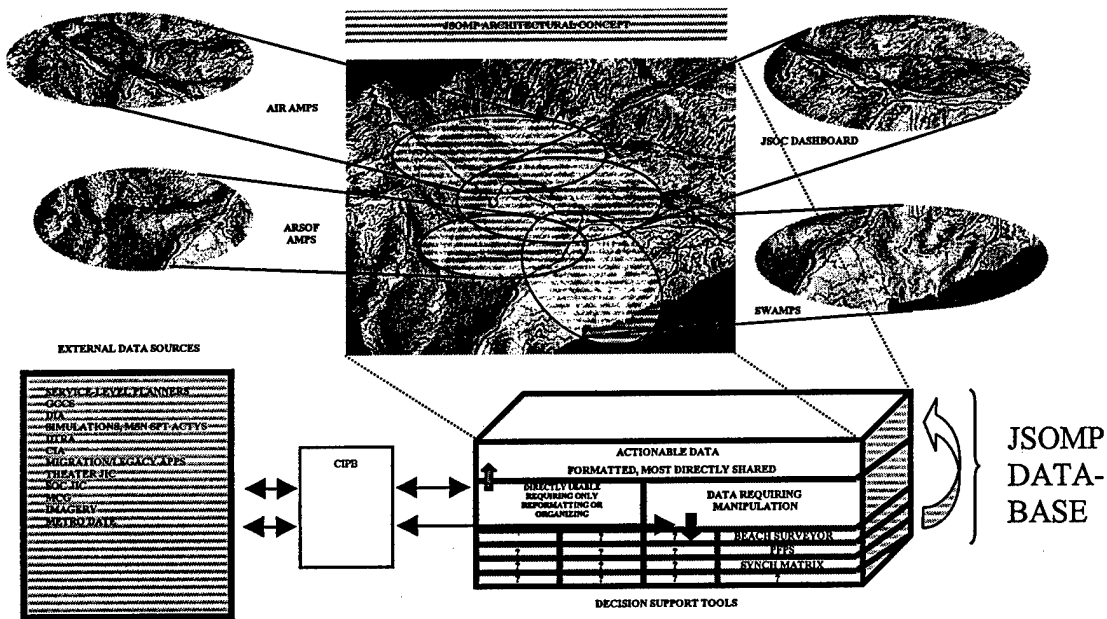 JSOMP ARCHITECTURAL CONCEPT
AIR AMPS
JSOC DASHBOARD
ARSOF
AMPS
SWAMPS
EXTERNAL DATA SOURCES
SERVICE-LEVEL PLANNERS
GCCS
DIA
SIMULATIONS, MSN SPT ACTYS
DTRA
CIA
MIGRATION/LEGACY APPS
THEATER JIC
SOC JIC
MCG
IMAGERY
METRO DATE
CIPB
ACTIONABLE DATA
FORMATTED, MOST DIRECTLY SHARED
DIRECTLY USABLE
REQUIRING ONLY
REFORMATTING OR
ORGANIZING
DATA REQUIRING
MANIPULATION
? ? ? BEACH SURVEYOR
? ? ? PFPS
? ? ? SYNCH MATRIX
? ? ? ?
DECISION SUPPORT TOOLS
JSOMP
DATA-
BASE